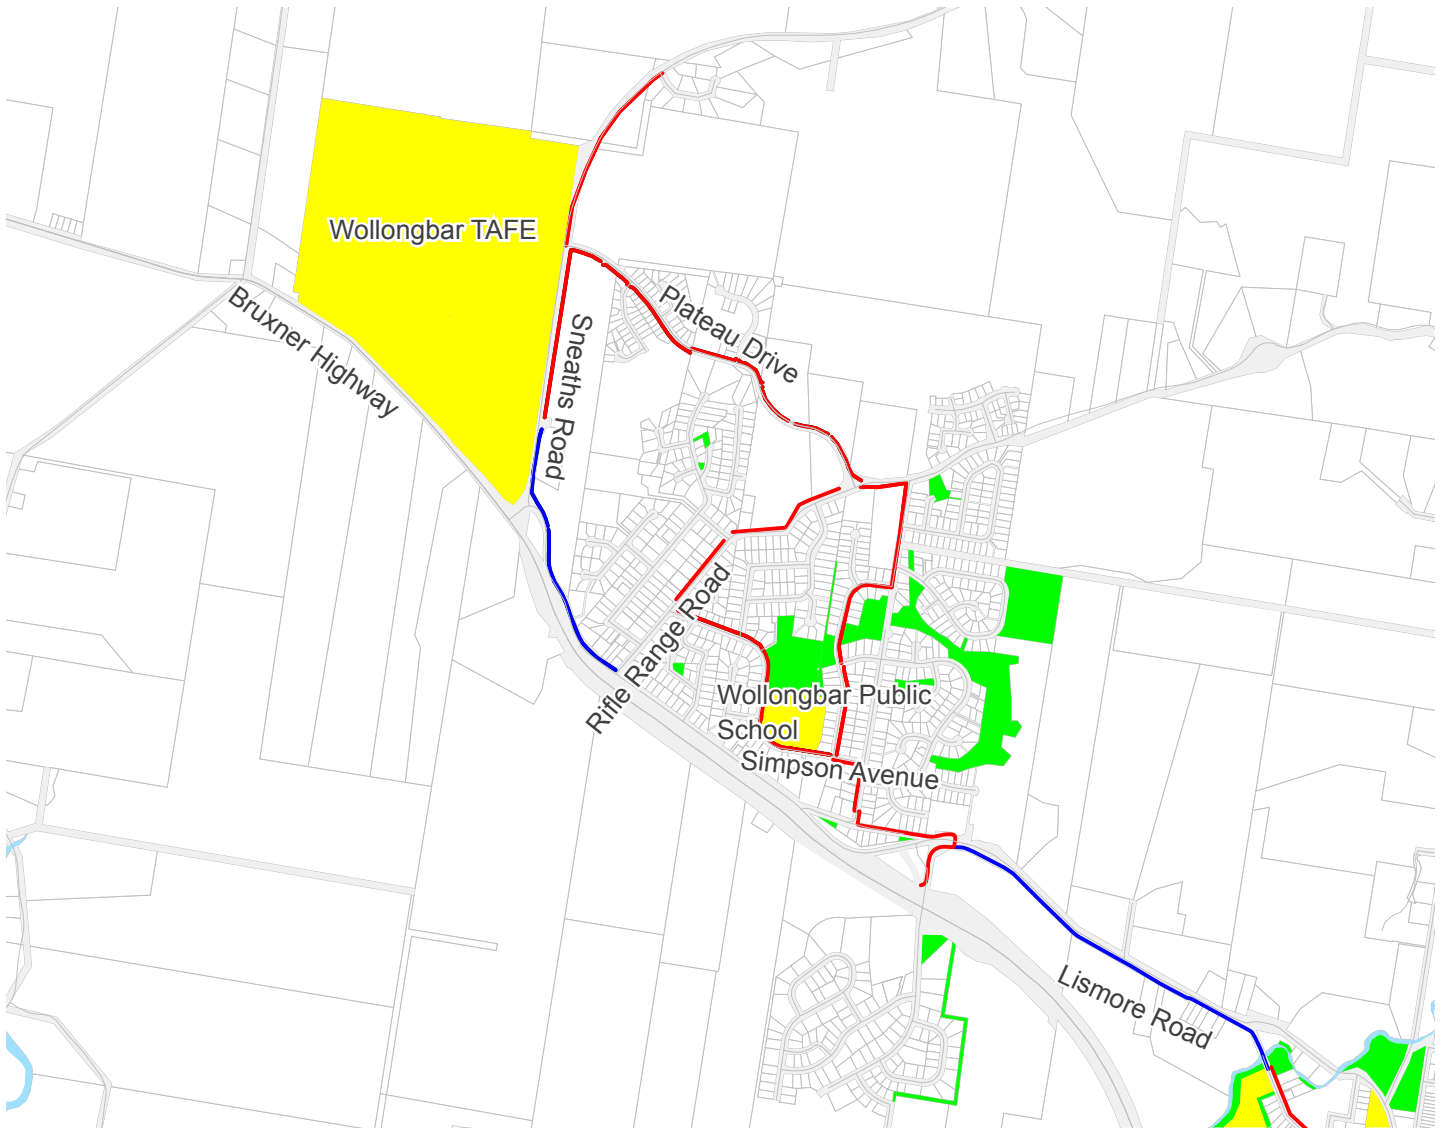 Wollongbar TAFE
Bruxner Highway
Sneaths Road
Plateau Drive
Rifle Range Road
Wollongbar Public
School
Simpson Avenue
Lismore Road